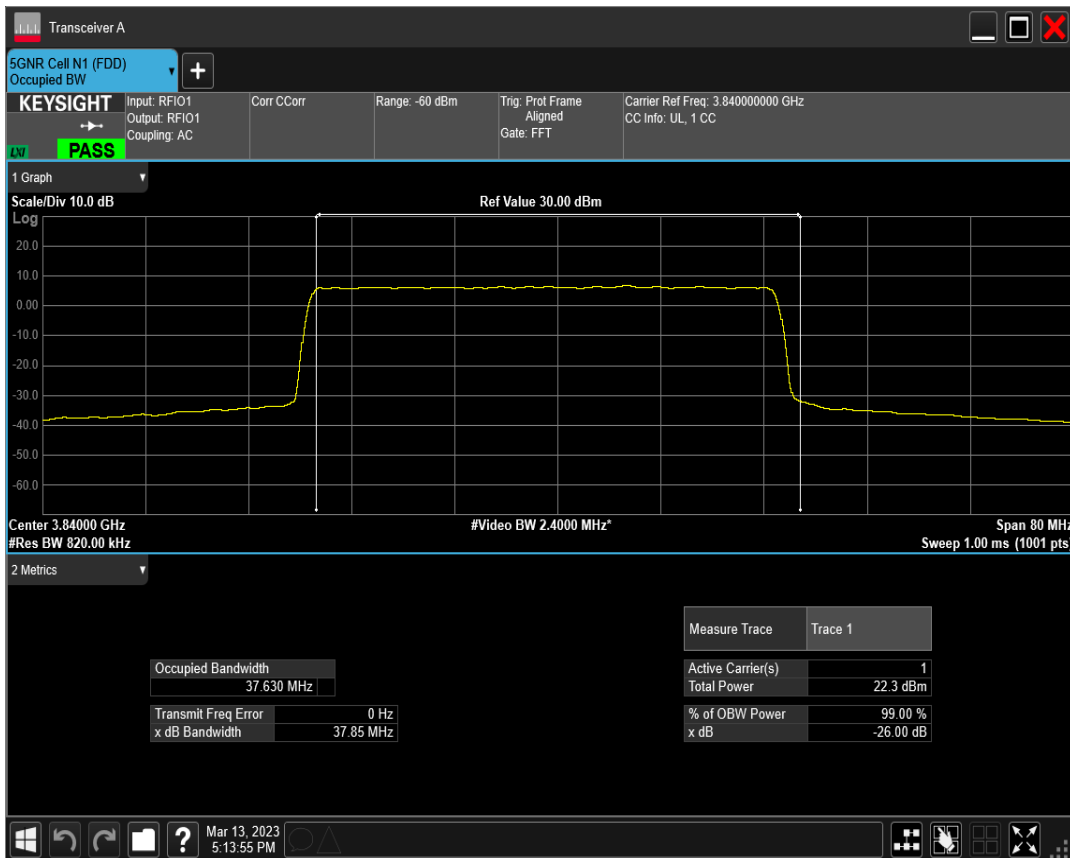 Transceiver A
5GNR Cell N1 (FDD)
Occupied BW
KEYSIGHT
LXI
PASS
Input: RFIO1
Output: RFIO1
Coupling: AC
Corr CCorr
Range: -60 dBm
Trig: Prot Frame
Aligned
Gate: FFT
Carrier Ref Freq: 3.840000000 GHz
CC Info: UL, 1 CC
1 Graph
Scale/Div 10.0 dB
Ref Value 30.00 dBm
Log
20.0
10.0
0.00
-10.0
-20.0
-30.0
-40.0
-50.0
-60.0
Center 3.84000 GHz
#Video BW 2.4000 MHz*
Span 80 MHz
#Res BW 820.00 kHz
Sweep 1.00 ms (1001 pts)
2 Metrics
Measure Trace Trace 1
Occupied Bandwidth
37.630 MHz
Active Carrier(s) 1
Total Power 22.3 dBm
Transmit Freq Error 0 Hz
x dB Bandwidth 37.85 MHz
% of OBW Power 99.00 %
x dB -26.00 dB
?
Mar 13, 2023
5:13:55 PM